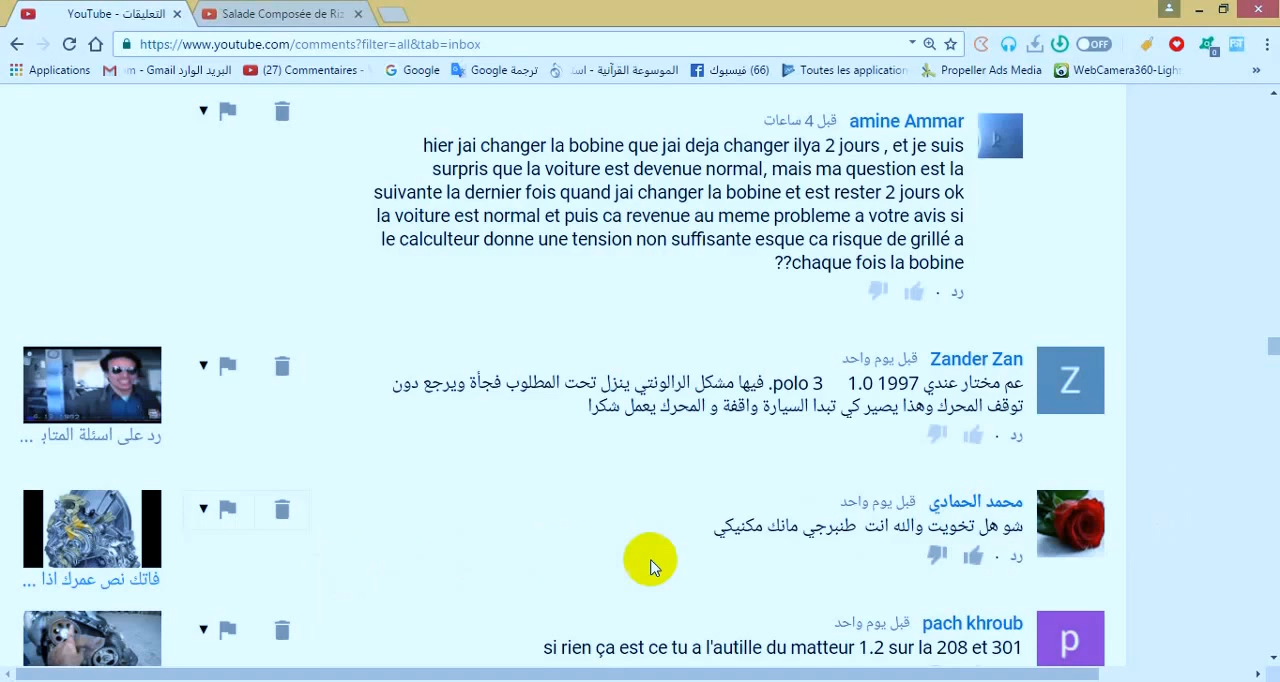 YouTube - التعليقات
Salade Composée de Riz
https://www.youtube.com/comments?filter=all&tab=inbox
OFF
0
Applications
البريد الوارد - Gmail
(27) Commentaires -
Google
Google ترجمة
الموسوعة القرآنية -
(66) فيسبوك
Toutes les application
Propeller Ads Media
WebCamera360-Ligh
amine Ammar قبل 4 ساعات
hier jai changer la bobine que jai deja changer ilya 2 jours , et je suis
surpris que la voiture est devenue normal, mais ma question est la
suivante la dernier fois quand jai changer la bobine et est rester 2 jours ok
la voiture est normal et puis ca revenue au meme probleme a votre avis si
le calculteur donne une tension non suffisante esque ca risque de grillé a
chaque fois la bobine??
رد
Zander Zan قبل يوم واحد
عم مختار عندي polo 3 1.0 1997. فيها مشكل الرالونتي ينزل تحت المطلوب فجأة ويرجع دون
توقف المحرك وهذا يصير كي تبدا السيارة واقفة و المحرك يعمل شكرا
رد
رد على اسئلة المتاب ...
محمد الحمادي قبل يوم واحد
شو هل تخويت والله انت طنبرجي مانك مكنيكي
رد
فاتك نص عمرك اذا ...
pach khroub قبل يوم واحد
si rien ça est ce tu a l'autille du matteur 1.2 sur la 208 et 301